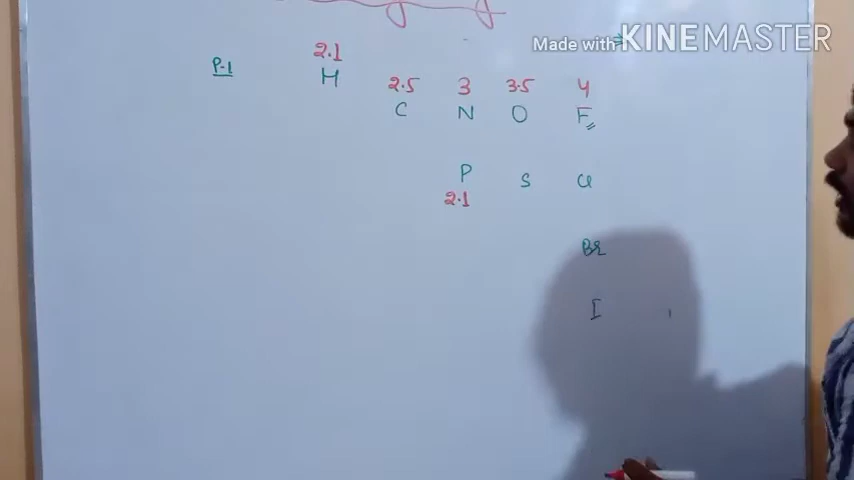 Made with KINEMASTER
P-1
2.1
H
2.5 3 3.5 4
C N O F
P S Cl
2.1
Br
I